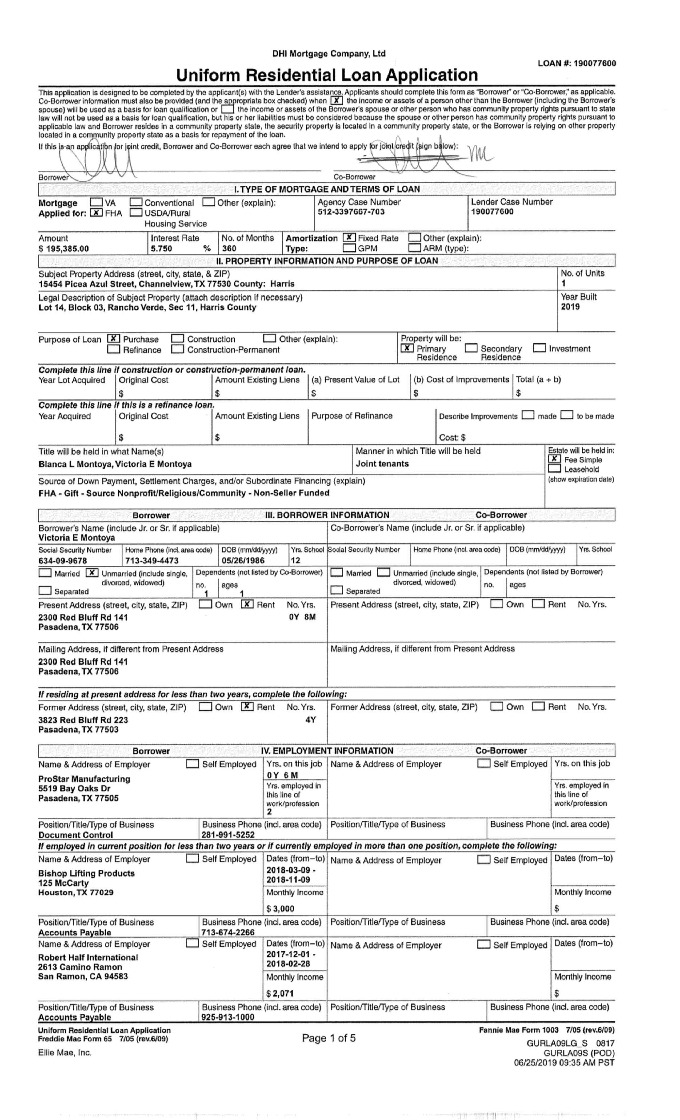 DHI Mortgage Company, Ltd
LOAN #: 190077600
Uniform Residential Loan Application
This application is designed to be completed by the applicant(s) with the Lender's assistance. Applicants should complete this form as "Borrower" or "Co-Borrower," as applicable.
Co-Borrower information must also be provided (and the appropriate box checked) when [X] the income or assets of a person other than the Borrower (including the Borrower's
spouse) will be used as a basis for loan qualification or [ ] the income or assets of the Borrower's spouse or other person who has community property rights pursuant to state
law will not be used as a basis for loan qualification, but his or her liabilities must be considered because the spouse or other person has community property rights pursuant to
applicable law and Borrower resides in a community property state, the security property is located in a community property state, or the Borrower is relying on other property
located in a community property state as a basis for repayment of the loan.
If this is an application for joint credit, Borrower and Co-Borrower each agree that we intend to apply for joint credit (sign below):
Borrower Co-Borrower
I. TYPE OF MORTGAGE AND TERMS OF LOAN
Mortgage [ ] VA [ ] Conventional [ ] Other (explain): Agency Case Number Lender Case Number
Applied for: [X] FHA [ ] USDA/Rural 512-3397667-703 190077600
Housing Service
Amount Interest Rate No. of Months Amortization [X] Fixed Rate [ ] Other (explain):
$ 195,385.00 5.750 % 360 Type: [ ] GPM [ ] ARM (type):
II. PROPERTY INFORMATION AND PURPOSE OF LOAN
Subject Property Address (street, city, state, & ZIP) No. of Units
15454 Picea Azul Street, Channelview, TX 77530 County: Harris 1
Legal Description of Subject Property (attach description if necessary) Year Built
Lot 14, Block 03, Rancho Verde, Sec 11, Harris County 2019
Purpose of Loan [X] Purchase [ ] Construction [ ] Other (explain): Property will be:
[ ] Refinance [ ] Construction-Permanent [X] Primary Residence [ ] Secondary Residence [ ] Investment
Complete this line if construction or construction-permanent loan.
Year Lot Acquired Original Cost Amount Existing Liens (a) Present Value of Lot (b) Cost of Improvements Total (a + b)
$ $ $ $ $
Complete this line if this is a refinance loan.
Year Acquired Original Cost Amount Existing Liens Purpose of Refinance Describe Improvements [ ] made [ ] to be made
$ $ Cost: $
Title will be held in what Name(s) Manner in which Title will be held Estate will be held in:
Blanca L Montoya, Victoria E Montoya Joint tenants [X] Fee Simple
[ ] Leasehold
Source of Down Payment, Settlement Charges, and/or Subordinate Financing (explain) (show expiration date)
FHA - Gift - Source Nonprofit/Religious/Community - Non-Seller Funded
Borrower III. BORROWER INFORMATION Co-Borrower
Borrower's Name (include Jr. or Sr. if applicable) Co-Borrower's Name (include Jr. or Sr. if applicable)
Victoria E Montoya
Social Security Number Home Phone (incl. area code) DOB (mm/dd/yyyy) Yrs. School Social Security Number Home Phone (incl. area code) DOB (mm/dd/yyyy) Yrs. School
634-09-9678 713-349-4473 05/26/1986 12
[ ] Married [X] Unmarried (include single, divorced, widowed) Dependents (not listed by Co-Borrower) [ ] Married [ ] Unmarried (include single, divorced, widowed) Dependents (not listed by Borrower)
[ ] Separated no. 1 ages 1 [ ] Separated no. ages
Present Address (street, city, state, ZIP) [ ] Own [X] Rent No. Yrs. Present Address (street, city, state, ZIP) [ ] Own [ ] Rent No. Yrs.
2300 Red Bluff Rd 141 0Y 8M
Pasadena, TX 77506
Mailing Address, if different from Present Address Mailing Address, if different from Present Address
2300 Red Bluff Rd 141
Pasadena, TX 77506
If residing at present address for less than two years, complete the following:
Former Address (street, city, state, ZIP) [ ] Own [X] Rent No. Yrs. Former Address (street, city, state, ZIP) [ ] Own [ ] Rent No. Yrs.
3823 Red Bluff Rd 223 4Y
Pasadena, TX 77503
Borrower IV. EMPLOYMENT INFORMATION Co-Borrower
Name & Address of Employer [ ] Self Employed Yrs. on this job Name & Address of Employer [ ] Self Employed Yrs. on this job
ProStar Manufacturing 0Y 6M
5519 Bay Oaks Dr Yrs. employed in this line of work/profession Yrs. employed in this line of work/profession
Pasadena, TX 77505 2
Position/Title/Type of Business Business Phone (incl. area code) Position/Title/Type of Business Business Phone (incl. area code)
Document Control 281-991-5252
If employed in current position for less than two years or if currently employed in more than one position, complete the following:
Name & Address of Employer [ ] Self Employed Dates (from–to) Name & Address of Employer [ ] Self Employed Dates (from–to)
Bishop Lifting Products 2018-03-09 -
125 McCarty 2018-11-09
Houston, TX 77029 Monthly Income Monthly Income
$ 3,000 $
Position/Title/Type of Business Business Phone (incl. area code) Position/Title/Type of Business Business Phone (incl. area code)
Accounts Payable 713-674-2266
Name & Address of Employer [ ] Self Employed Dates (from–to) Name & Address of Employer [ ] Self Employed Dates (from–to)
Robert Half International 2017-12-01 -
2613 Camino Ramon 2018-02-28
San Ramon, CA 94583 Monthly Income Monthly Income
$ 2,071 $
Position/Title/Type of Business Business Phone (incl. area code) Position/Title/Type of Business Business Phone (incl. area code)
Accounts Payable 925-913-1000
Uniform Residential Loan Application Fannie Mae Form 1003 7/05 (rev.6/09)
Freddie Mac Form 65 7/05 (rev.6/09) Page 1 of 5
GURLA09LG_S 0817
Ellie Mae, Inc. GURLA09S (POD)
06/25/2019 09:35 AM PST